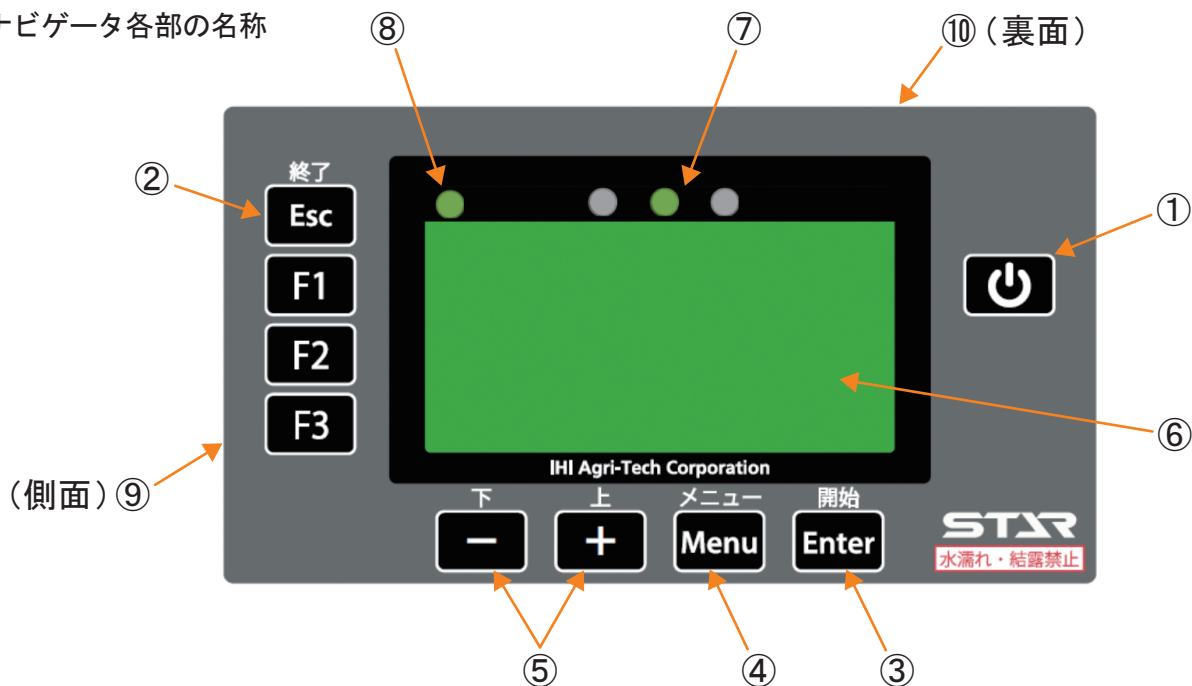 ナビゲータ各部の名称
⑧
⑦
⑩（裏面）
②
終了
Esc
①
F1
F2
F3
⑥
IHI Agri-Tech Corporation
（側面）⑨
下 上 メニュー 開始
− + Menu Enter
STAR
水濡れ・結露禁止
⑤ ④ ③